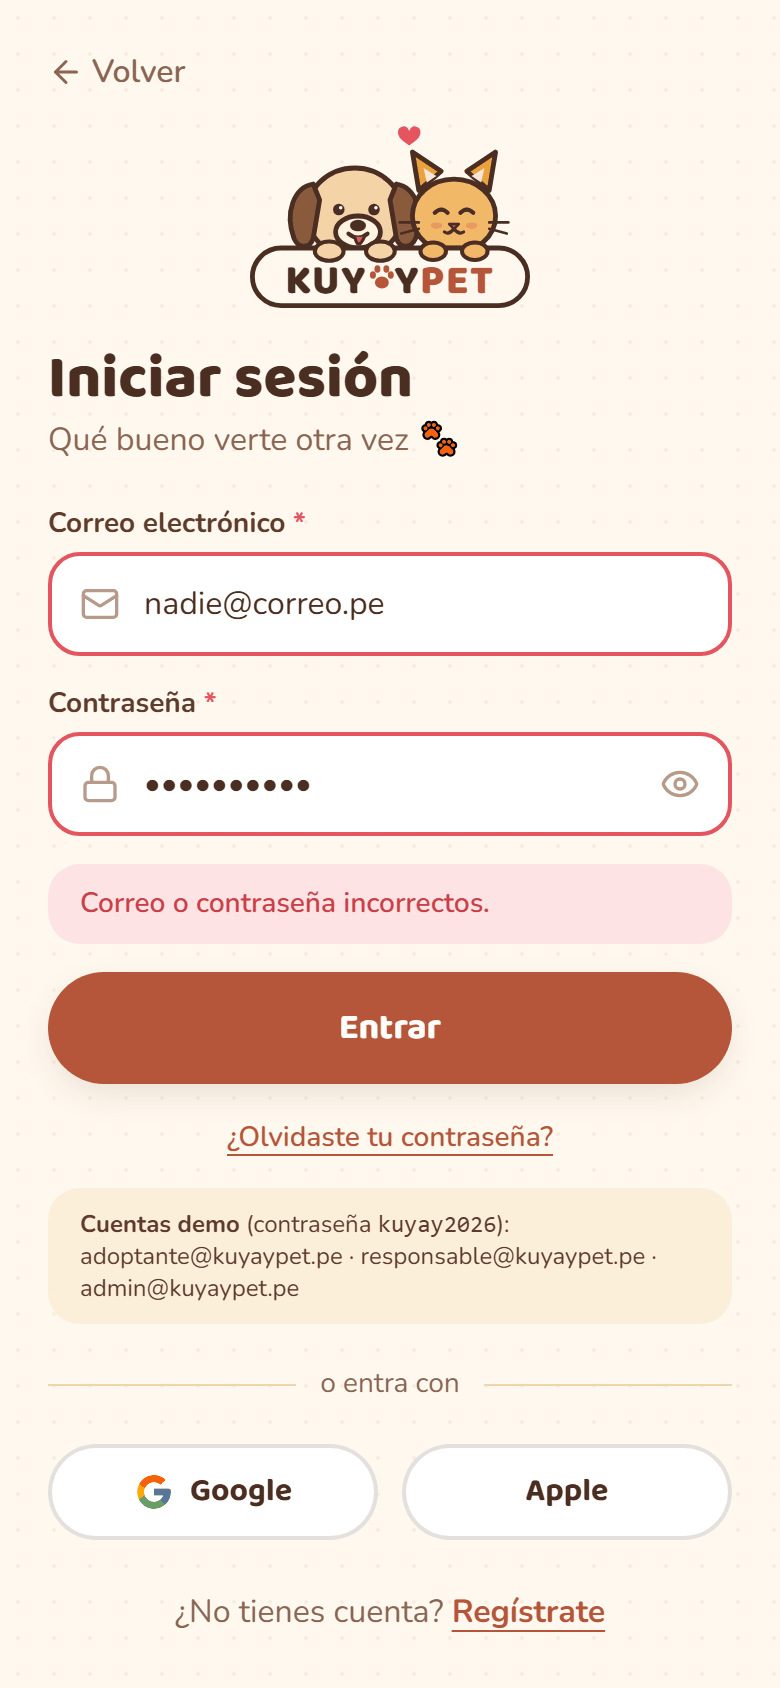 Volver
KUYAYPET
Iniciar sesión
Qué bueno verte otra vez
Correo electrónico *
nadie@correo.pe
Contraseña *
••••••••••
Correo o contraseña incorrectos.
Entrar
¿Olvidaste tu contraseña?
Cuentas demo (contraseña kuyay2026):
adoptante@kuyaypet.pe · responsable@kuyaypet.pe ·
admin@kuyaypet.pe
o entra con
Google
Apple
¿No tienes cuenta? Regístrate